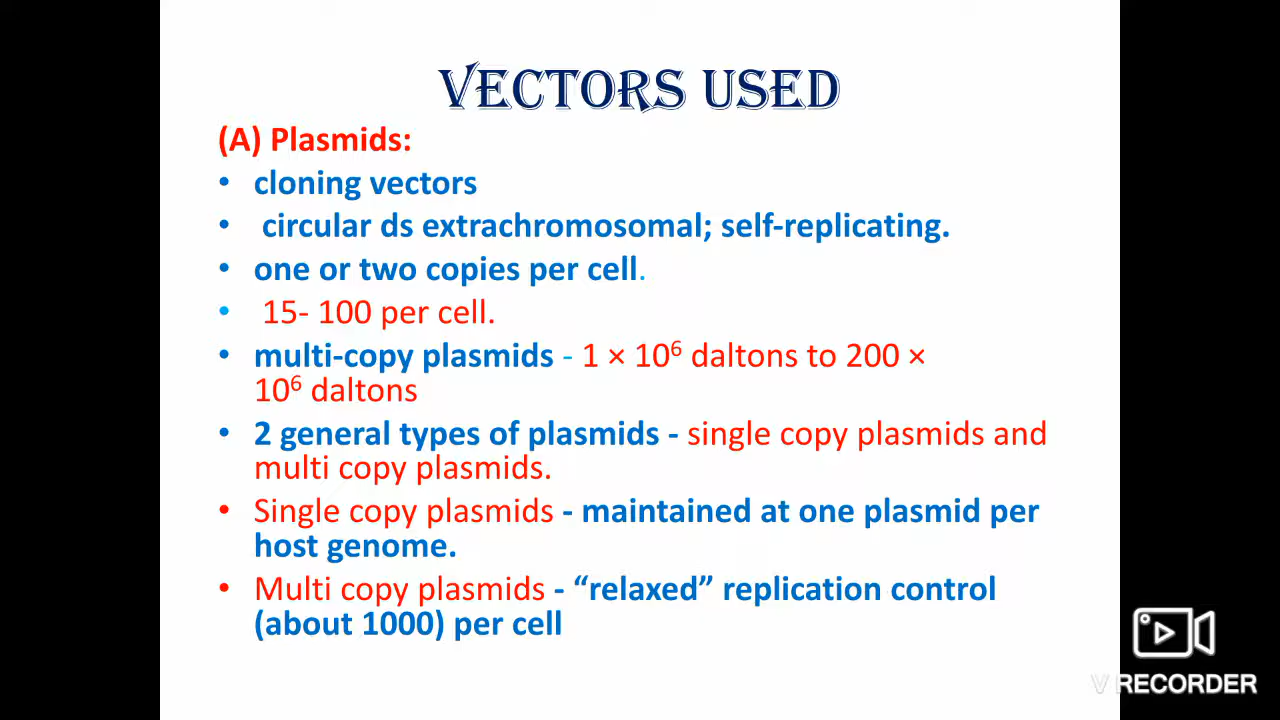 VECTORS USED
(A) Plasmids:
• cloning vectors
• circular ds extrachromosomal; self-replicating.
• one or two copies per cell.
• 15- 100 per cell.
• multi-copy plasmids - 1 × 10⁶ daltons to 200 ×
10⁶ daltons
• 2 general types of plasmids - single copy plasmids and
multi copy plasmids.
• Single copy plasmids - maintained at one plasmid per
host genome.
• Multi copy plasmids - “relaxed” replication control
(about 1000) per cell
V RECORDER